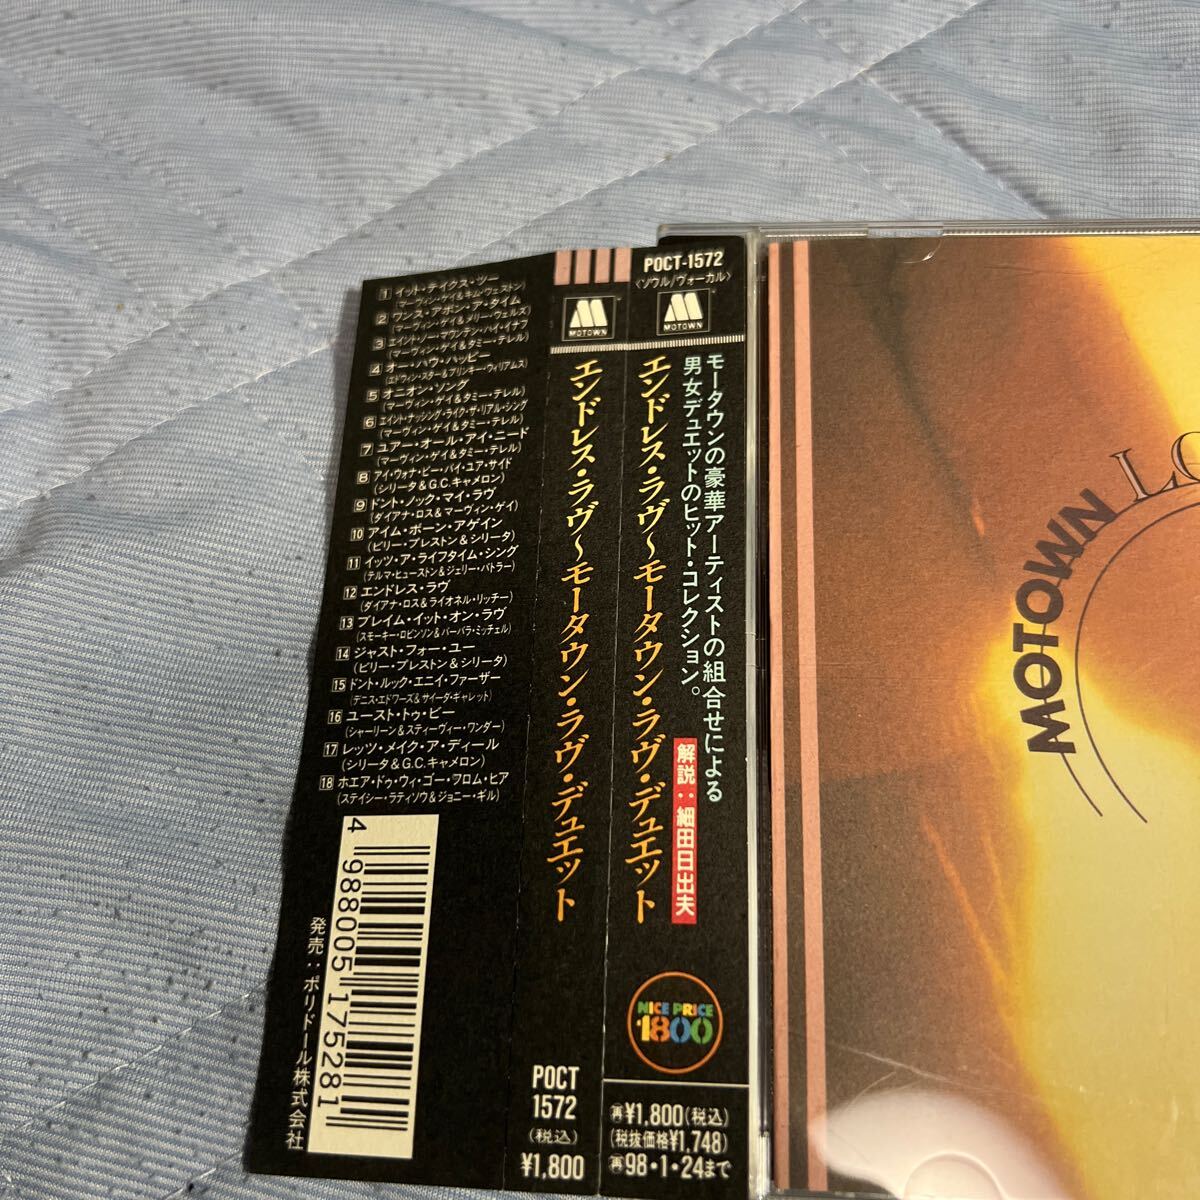 1 イット・テイクス・ツー
(マーヴィン・ゲイ&キム・ウェストン)
2 ワンス・アポン・ア・タイム
(マーヴィン・ゲイ&メリー・ウェルズ)
3 エイント・ノー・マウンテン・ハイ・イナフ
(マーヴィン・ゲイ&タミー・テレル)
4 オー・ハウ・ハッピー
(エドウィン・スター&ブリンキー・ウィリアムス)
5 オニオン・ソング
(マーヴィン・ゲイ&タミー・テレル)
6 エイント・ナッシング・ライク・ザ・リアル・シング
(マーヴィン・ゲイ&タミー・テレル)
7 ユアー・オール・アイ・ニード
(マーヴィン・ゲイ&タミー・テレル)
8 アイ・ウォナ・ビー・バイ・ユア・サイド
(シリータ&G.C.キャメロン)
9 ドント・ノック・マイ・ラヴ
(ダイアナ・ロス&マーヴィン・ゲイ)
10 アイム・ボーン・アゲイン
(ビリー・プレストン&シリータ)
11 イッツ・ア・ライフタイム・シング
(テルマ・ヒューストン&ジェリー・バトラー)
12 エンドレス・ラヴ
(ダイアナ・ロス&ライオネル・リッチー)
13 ブレイム・イット・オン・ラヴ
(スモーキー・ロビンソン&バーバラ・ミッチェル)
14 ジャスト・フォー・ユー
(ビリー・プレストン&シリータ)
15 ドント・ルック・エニイ・ファーザー
(デニス・エドワーズ&サイーダ・ギャレット)
16 ユースト・トゥ・ビー
(シャーリーン&スティーヴィー・ワンダー)
17 レッツ・メイク・ア・ディール
(シリータ&G.C.キャメロン)
18 ホエア・ドゥ・ウィ・ゴー・フロム・ヒア
(ステイシー・ラティソウ&ジョニー・ギル)
4 988005 175281
発売:ポリドール株式会社
MOTOWN
エンドレス・ラヴ～モータウン・ラヴ・デュエット
POCT
1572
(税込)
¥1,800
POCT-1572
〈ソウル/ヴォーカル〉
MOTOWN
モータウンの豪華アーティストの組合せによる
男女デュエットのヒット・コレクション。
解説:細田日出夫
エンドレス・ラヴ～モータウン・ラヴ・デュエット
NICE PRICE
1800
再¥1,800(税込)
(税抜価格¥1,748)
再98・1・24まで
MOTOWN LO